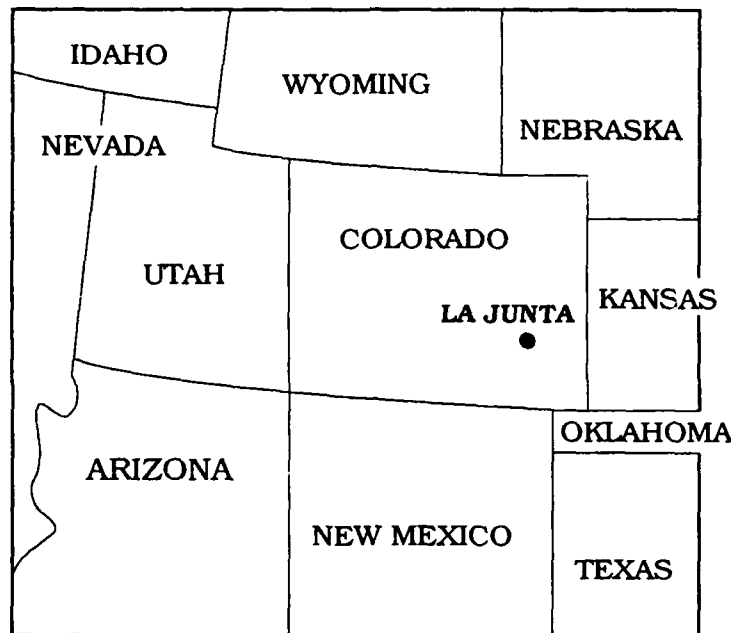 IDAHO
WYOMING
NEBRASKA
NEVADA
COLORADO
UTAH
KANSAS
LA JUNTA
OKLAHOMA
ARIZONA
NEW MEXICO
TEXAS